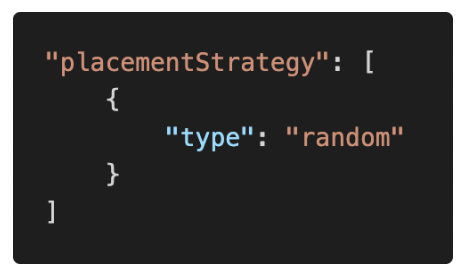 "placementStrategy": [
    {
        "type": "random"
    }
]